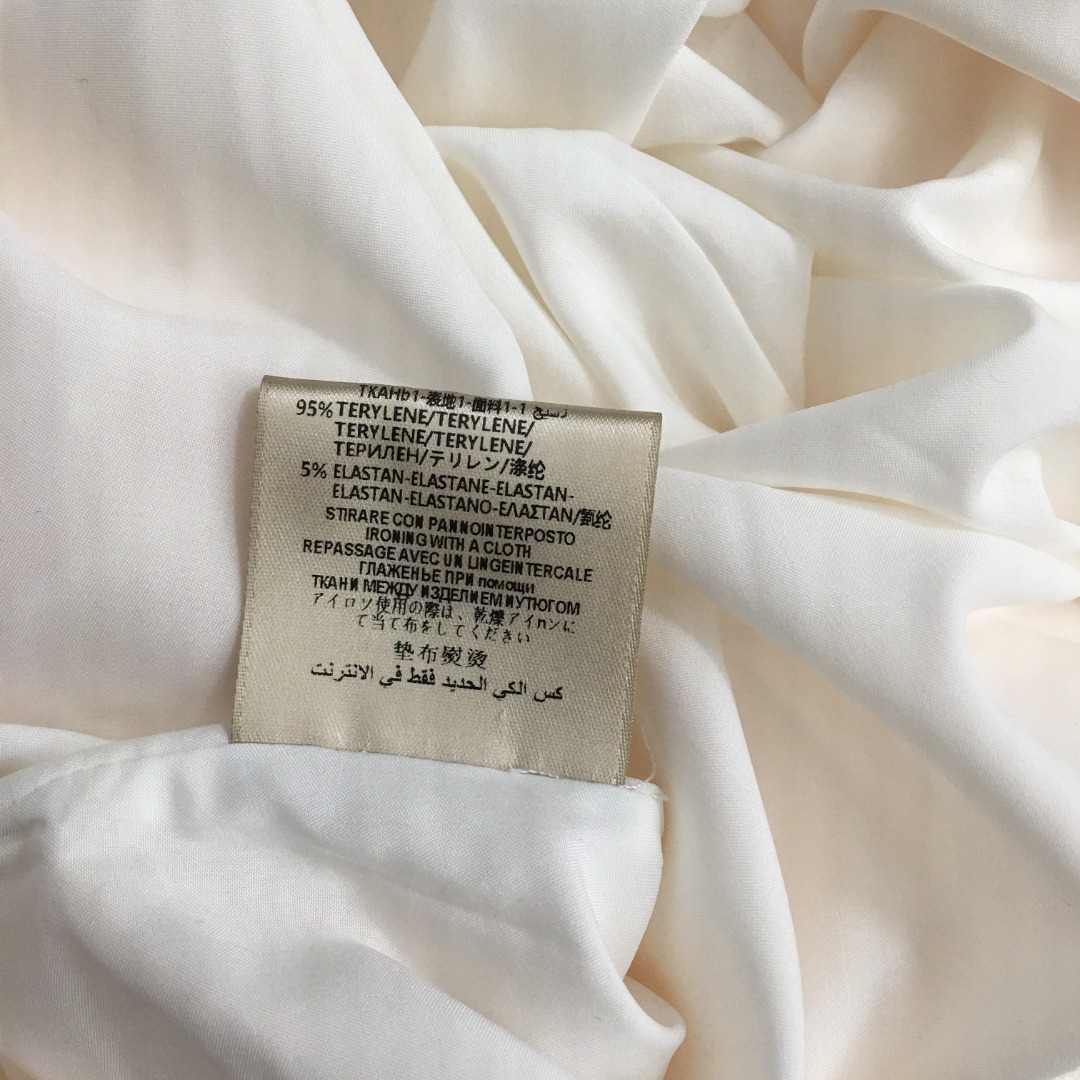 ТКАНЬ1-表地1-面料1-1 نسيج
95% TERYLENE/TERYLENE/
TERYLENE/TERYLENE/
ТЕРИЛЕН/テリレン/涤纶
5% ELASTAN-ELASTANE-ELASTAN-
ELASTAN-ELASTANO-ΕΛΑΣΤΑΝ/氨纶
STIRARE CON PANNOINTERPOSTO
IRONING WITH A CLOTH
REPASSAGE AVEC UN LINGEINTERCALE
ГЛАЖЕНЬЕ ПРИ помощи
ТКАНИ МЕЖДУ ИЗДЕЛИЕМ ИУТЮГОМ
アイロソ使用の際は、乾燥アイロンに
て当て布をしてください
垫布熨烫
كس الكي الحديد فقط في الانترنت